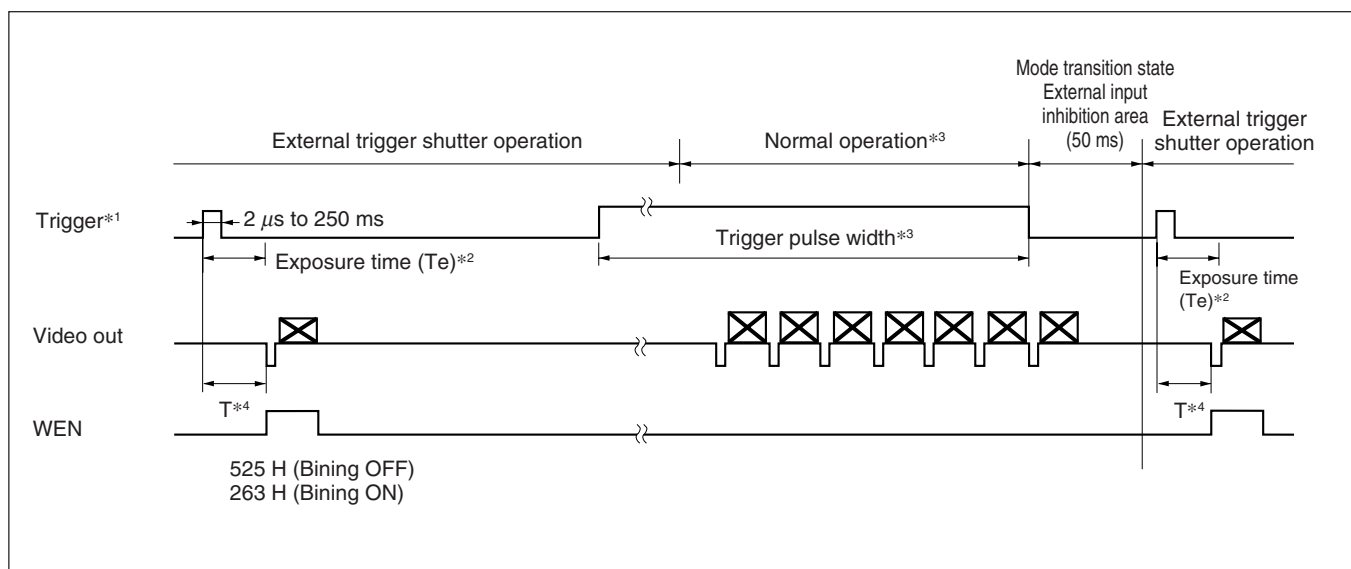 Mode transition state
External input
inhibition area
(50 ms)
External trigger shutter operation
Normal operation*3
External trigger
shutter operation
Trigger*1
2 μs to 250 ms
Trigger pulse width*3
Exposure time (Te)*2
Exposure time
(Te)*2
Video out
T*4
T*4
WEN
525 H (Bining OFF)
263 H (Bining ON)